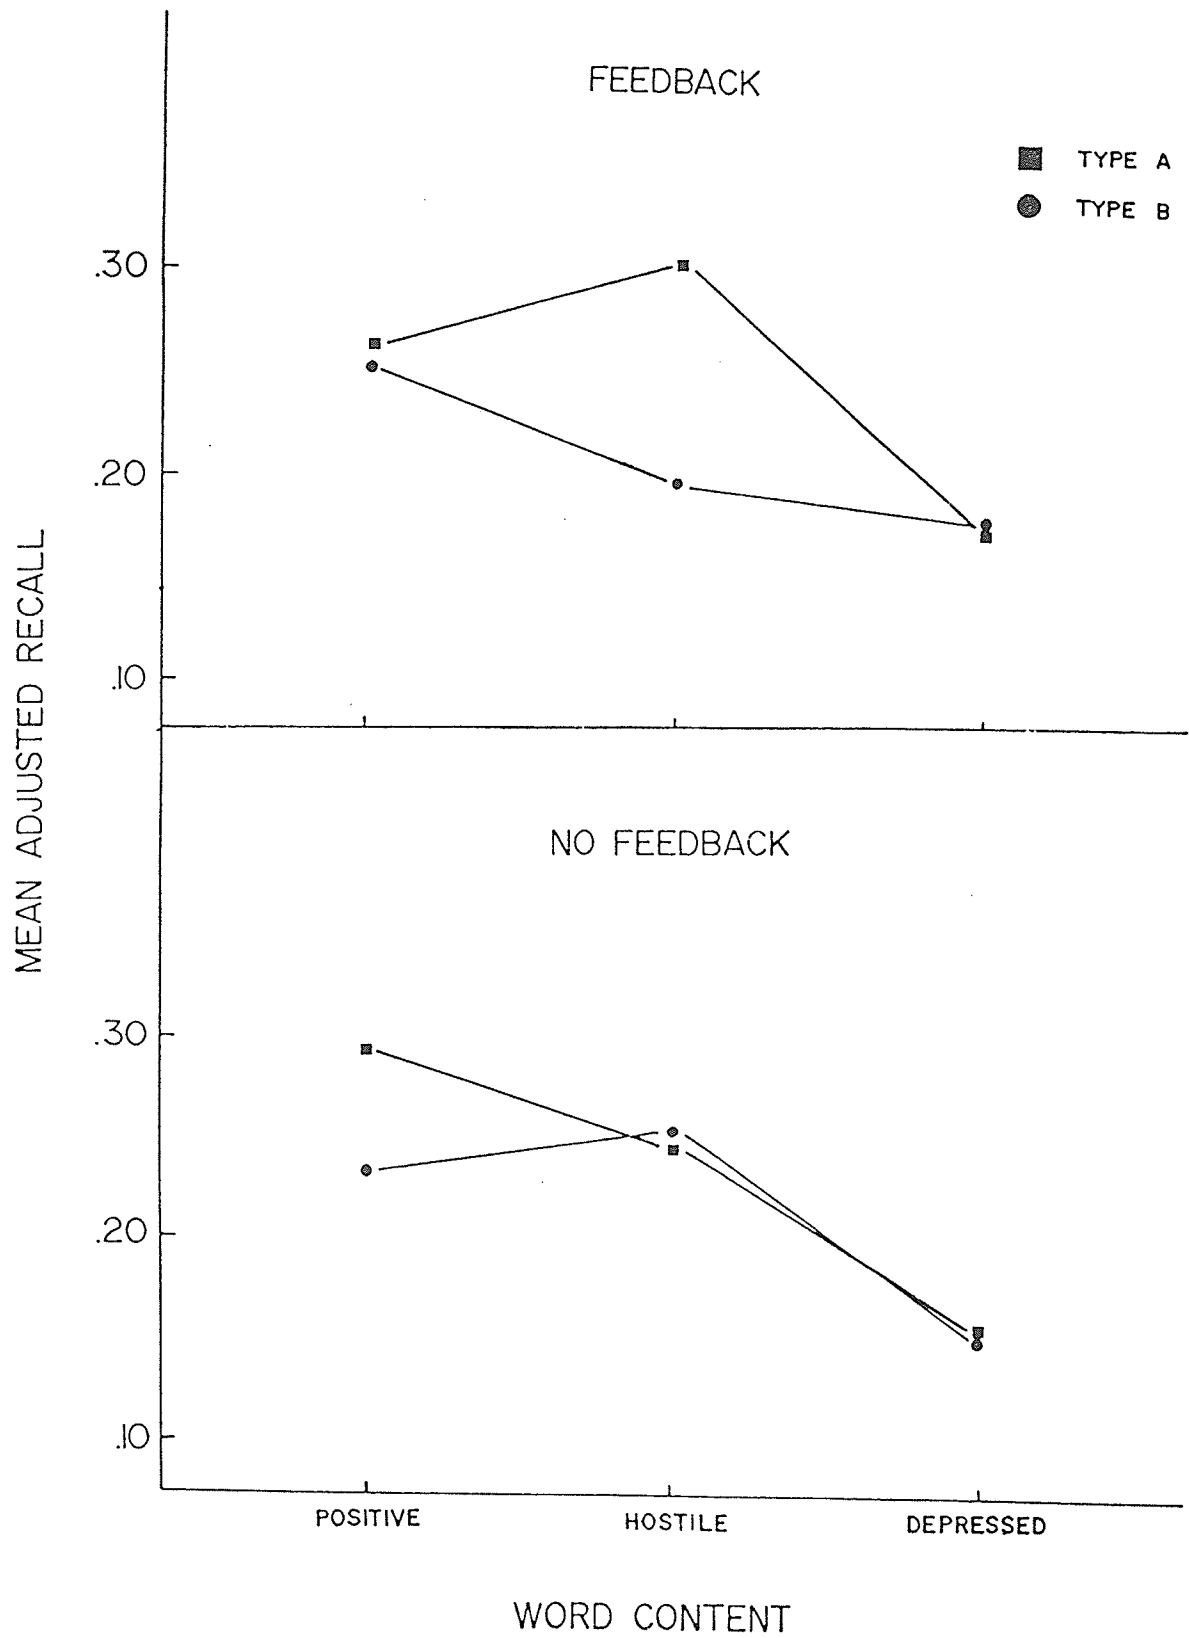 FEEDBACK
TYPE A
TYPE B
.30
.20
.10
MEAN ADJUSTED RECALL
NO FEEDBACK
.30
.20
.10
POSITIVE HOSTILE DEPRESSED
WORD CONTENT